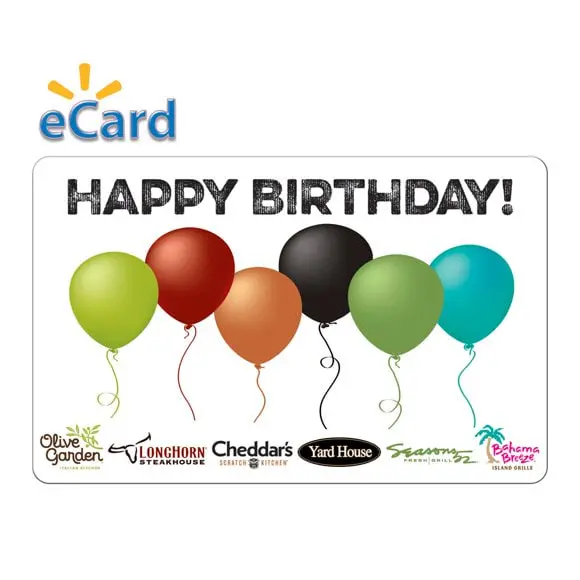 eCard
HAPPY BIRTHDAY!
Olive
Garden
ITALIAN KITCHEN
LONGHORN
STEAKHOUSE
Cheddar's
SCRATCH KITCHEN
Yard House
Seasons 52
FRESH GRILL
Bahama
Breeze
ISLAND GRILLE